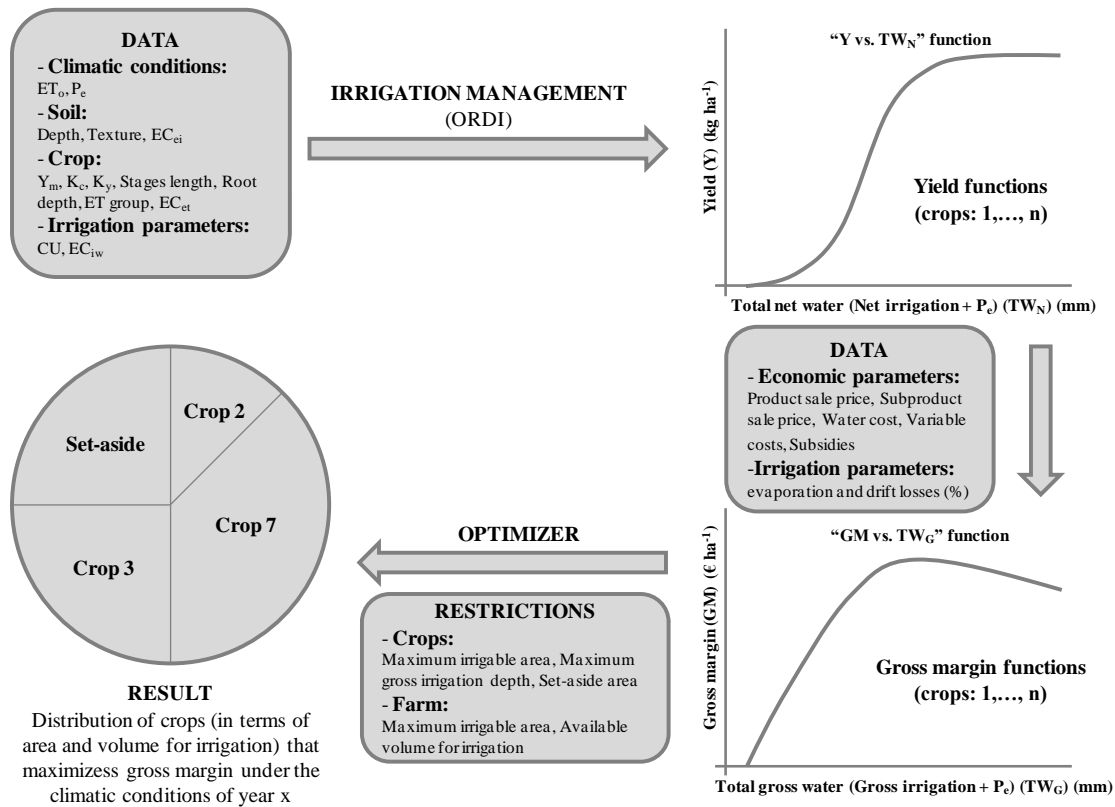 DATA
- Climatic conditions:
ETo, Pe
- Soil:
Depth, Texture, ECei
- Crop:
Ym, Kc, Ky, Stages length, Root
depth, ET group, ECet
- Irrigation parameters:
CU, ECiw
IRRIGATION MANAGEMENT
(ORDI)
“Y vs. TWN” function
Yield (Y) (kg ha-1)
Yield functions
(crops: 1,…, n)
Total net water (Net irrigation + Pe) (TWN) (mm)
DATA
- Economic parameters:
Product sale price, Subproduct
sale price, Water cost, Variable
costs, Subsidies
-Irrigation parameters:
evaporation and drift losses (%)
“GM vs. TWG” function
Gross margin (GM) (€ ha-1)
Gross margin functions
(crops: 1,…, n)
Total gross water (Gross irrigation + Pe) (TWG) (mm)
OPTIMIZER
RESTRICTIONS
- Crops:
Maximum irrigable area, Maximum
gross irrigation depth, Set-aside area
- Farm:
Maximum irrigable area, Available
volume for irrigation
Set-aside
Crop 2
Crop 7
Crop 3
RESULT
Distribution of crops (in terms of
area and volume for irrigation) that
maximizess gross margin under the
climatic conditions of year x